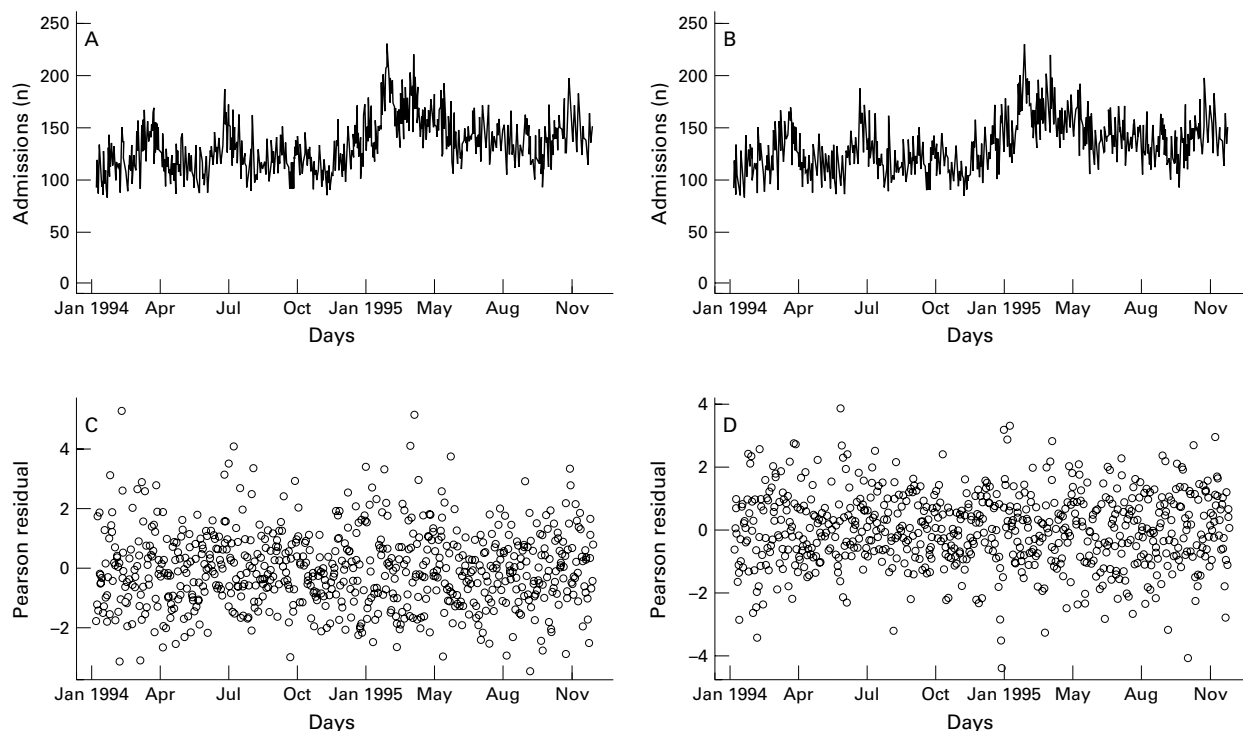 A
Admissions (n)
250
200
150
100
50
0
Jan 1994 Apr Jul Oct Jan 1995 May Aug Nov
Days
B
Admissions (n)
250
200
150
100
50
0
Jan 1994 Apr Jul Oct Jan 1995 May Aug Nov
Days
C
Pearson residual
4
2
0
–2
Jan 1994 Apr Jul Oct Jan 1995 May Aug Nov
Days
D
Pearson residual
4
2
0
–2
–4
Jan 1994 Apr Jul Oct Jan 1995 May Aug Nov
Days